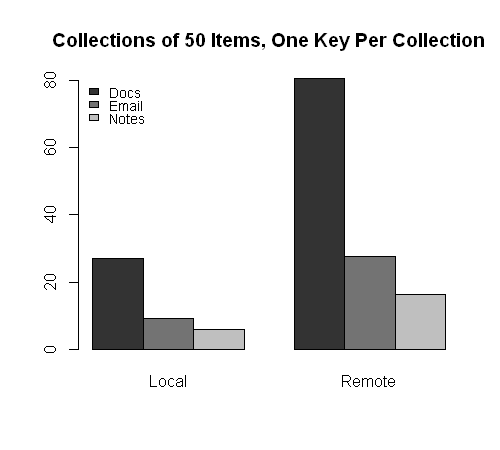 Collections of 50 Items, One Key Per Collection
80
60
40
20
0
Docs
Email
Notes
Local
Remote